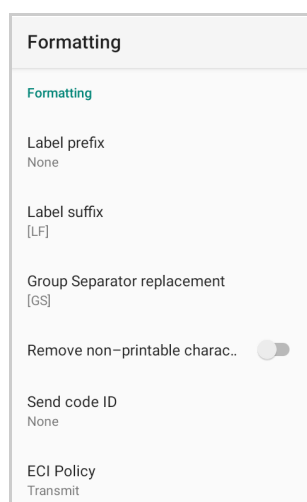 Formatting
Formatting
Label prefix
None
Label suffix
[LF]
Group Separator replacement
[GS]
Remove non–printable charac..
Send code ID
None
ECI Policy
Transmit